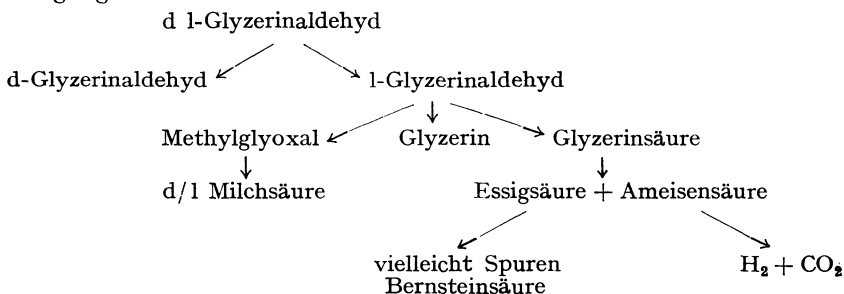 d l-Glyzerinaldehyd
d-Glyzerinaldehyd l-Glyzerinaldehyd
Methylglyoxal Glyzerin Glyzerinsäure
d/l Milchsäure Essigsäure + Ameisensäure
vielleicht Spuren H₂ + CO₂
Bernsteinsäure